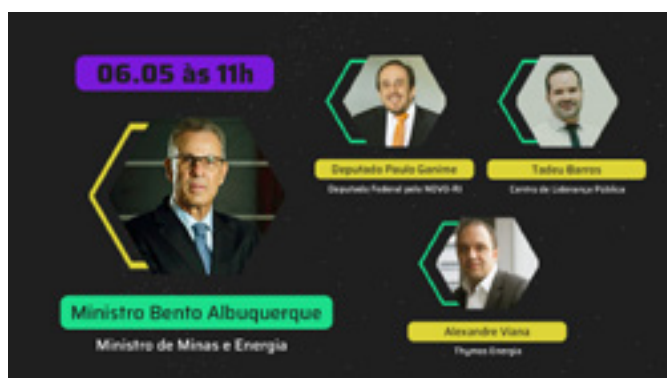 06.05 às 11h
Ministro Bento Albuquerque
Ministro de Minas e Energia
Deputado Paulo Ganime
Deputado Federal pelo NOVO-RJ
Tadeu Barros
Centro de Liderança Pública
Alexandre Viana
Thymos Energia